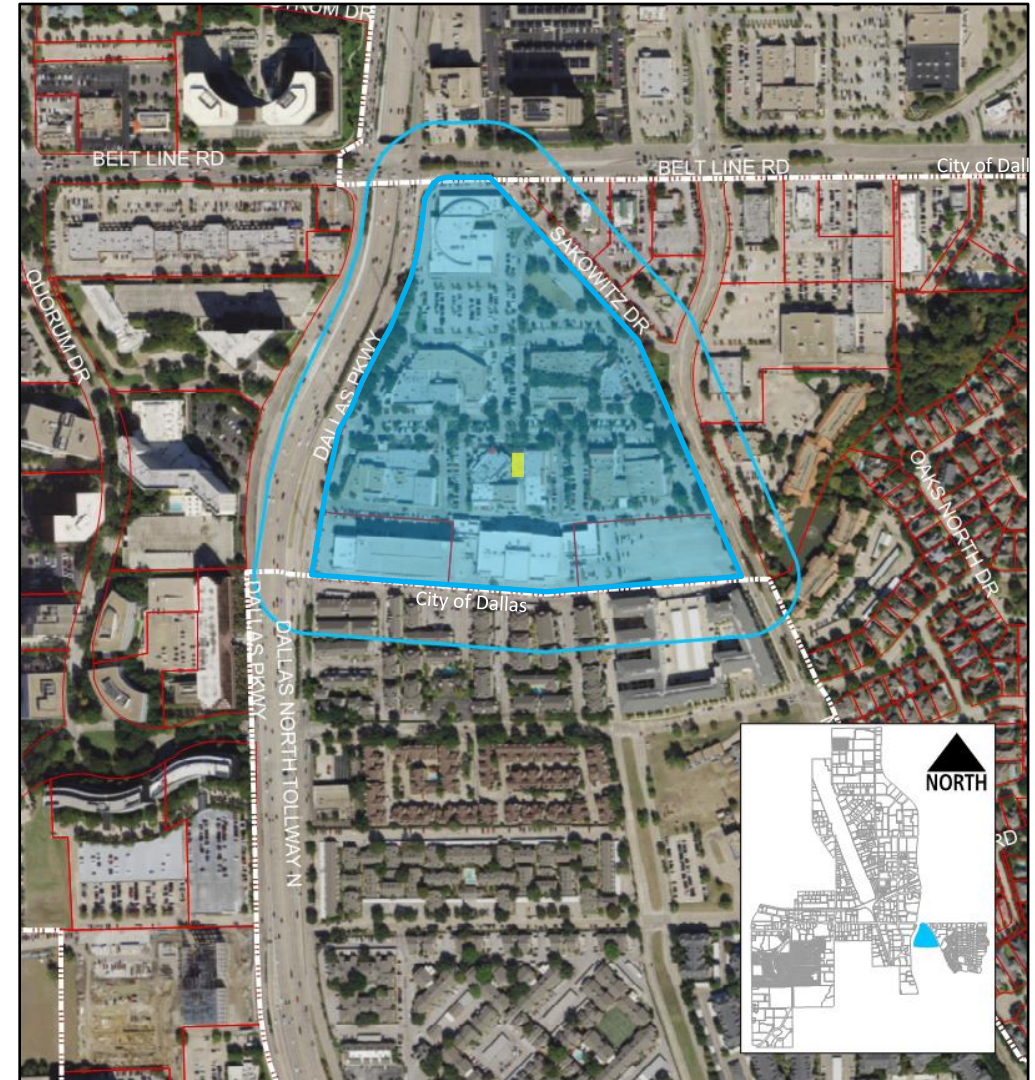 BELT LINE RD
BELT LINE RD
City of Dall
SAKOWITZ DR
QUORUM DR
DALLAS PKWY
OAKS NORTH DR
City of Dallas
DALLAS PKWY
DALLAS NORTH TOLLWAY N
NORTH
RD